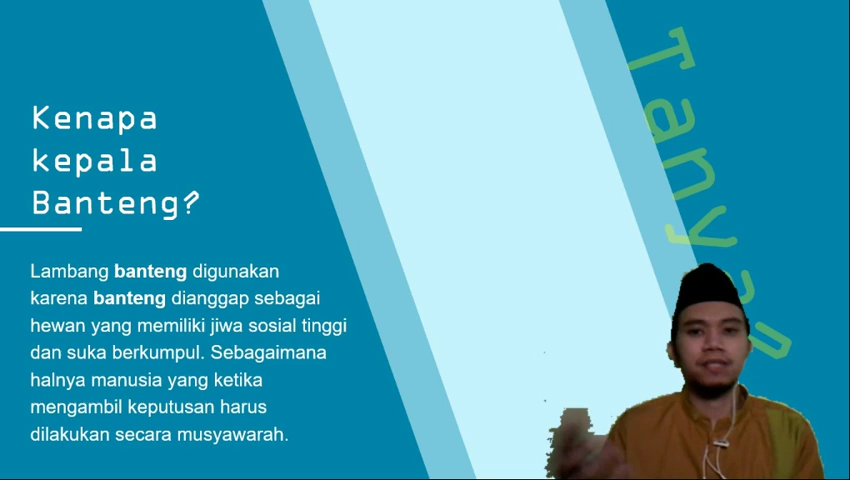 Kenapa
kepala
Banteng?
Lambang banteng digunakan
karena banteng dianggap sebagai
hewan yang memiliki jiwa sosial tinggi
dan suka berkumpul. Sebagaimana
halnya manusia yang ketika
mengambil keputusan harus
dilakukan secara musyawarah.
Tanyan